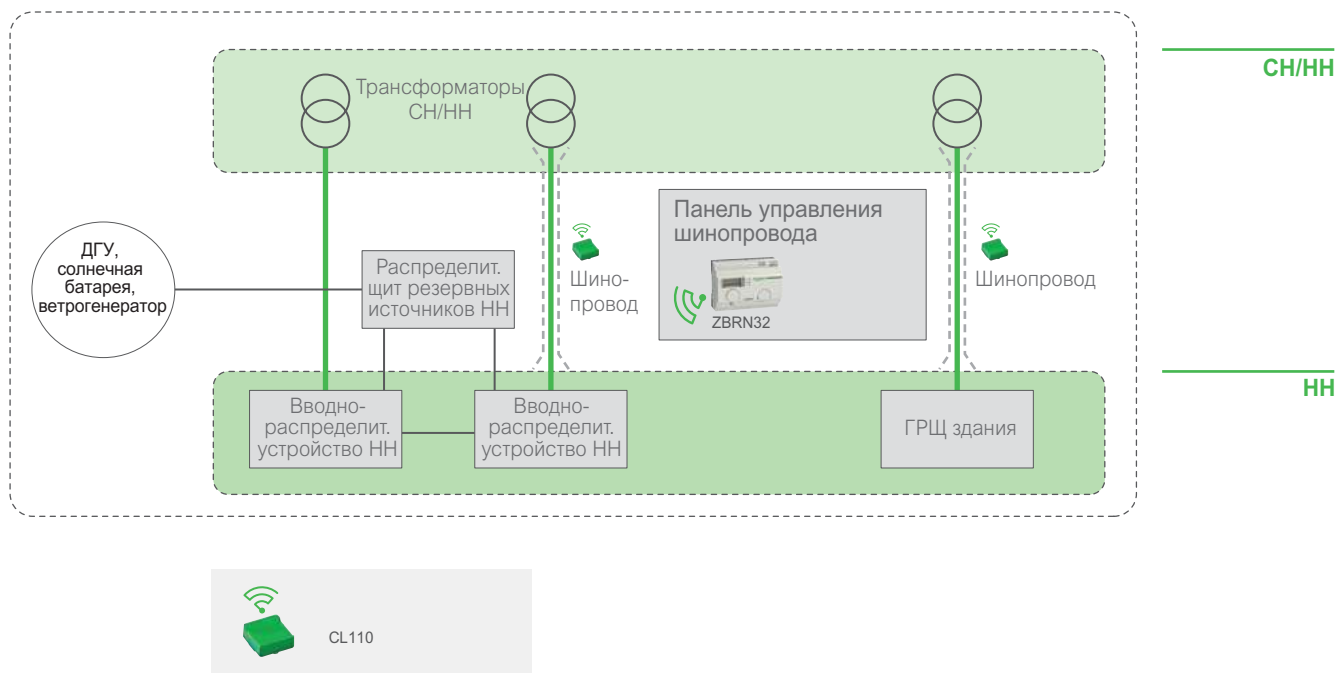 СН/НН
Трансформаторы
СН/НН
Панель управления
шинопровода
ZBRN32
ДГУ,
солнечная
батарея,
ветрогенератор
Распределит.
щит резервных
источников НН
Шино-
провод
Шинопровод
НН
Вводно-
распределит.
устройство НН
Вводно-
распределит.
устройство НН
ГРЩ здания
CL110